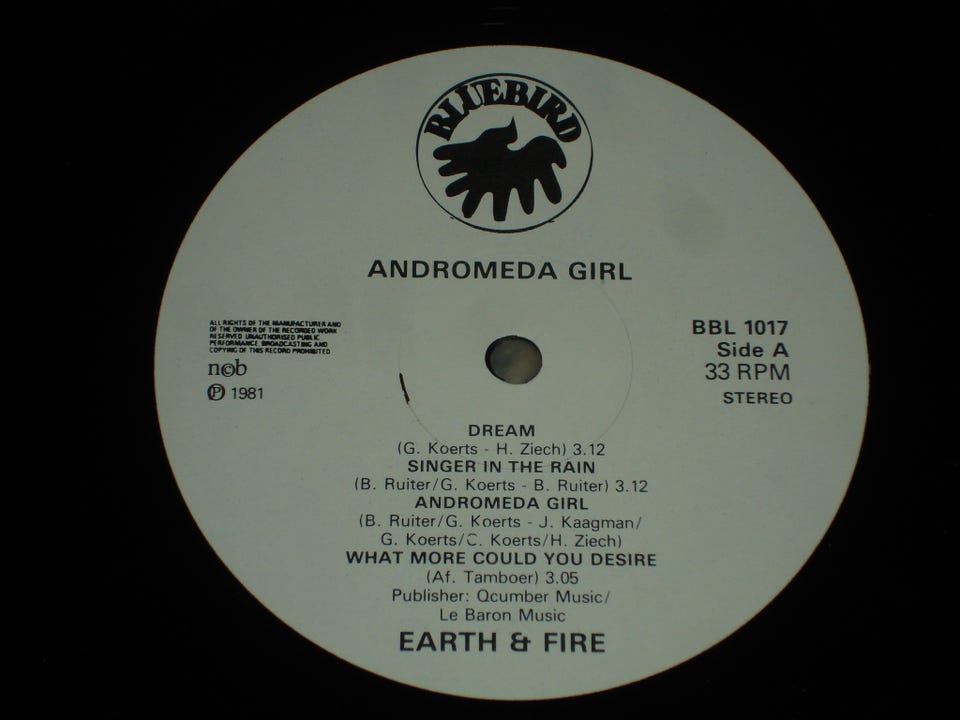 BLUEBIRD
ANDROMEDA GIRL
ALL RIGHTS OF THE MANUFACTURER AND
OF THE OWNER OF THE RECORDED WORK
RESERVED UNAUTHORISED PUBLIC
PERFORMANCE BROADCASTING AND
COPYING OF THIS RECORD PROHIBITED
n©b
℗ 1981
BBL 1017
Side A
33 RPM
STEREO
DREAM
(G. Koerts - H. Ziech) 3.12
SINGER IN THE RAIN
(B. Ruiter/G. Koerts - B. Ruiter) 3.12
ANDROMEDA GIRL
(B. Ruiter/G. Koerts - J. Kaagman/
G. Koerts/C. Koerts/H. Ziech)
WHAT MORE COULD YOU DESIRE
(Af. Tamboer) 3.05
Publisher: Qcumber Music/
Le Baron Music
EARTH & FIRE